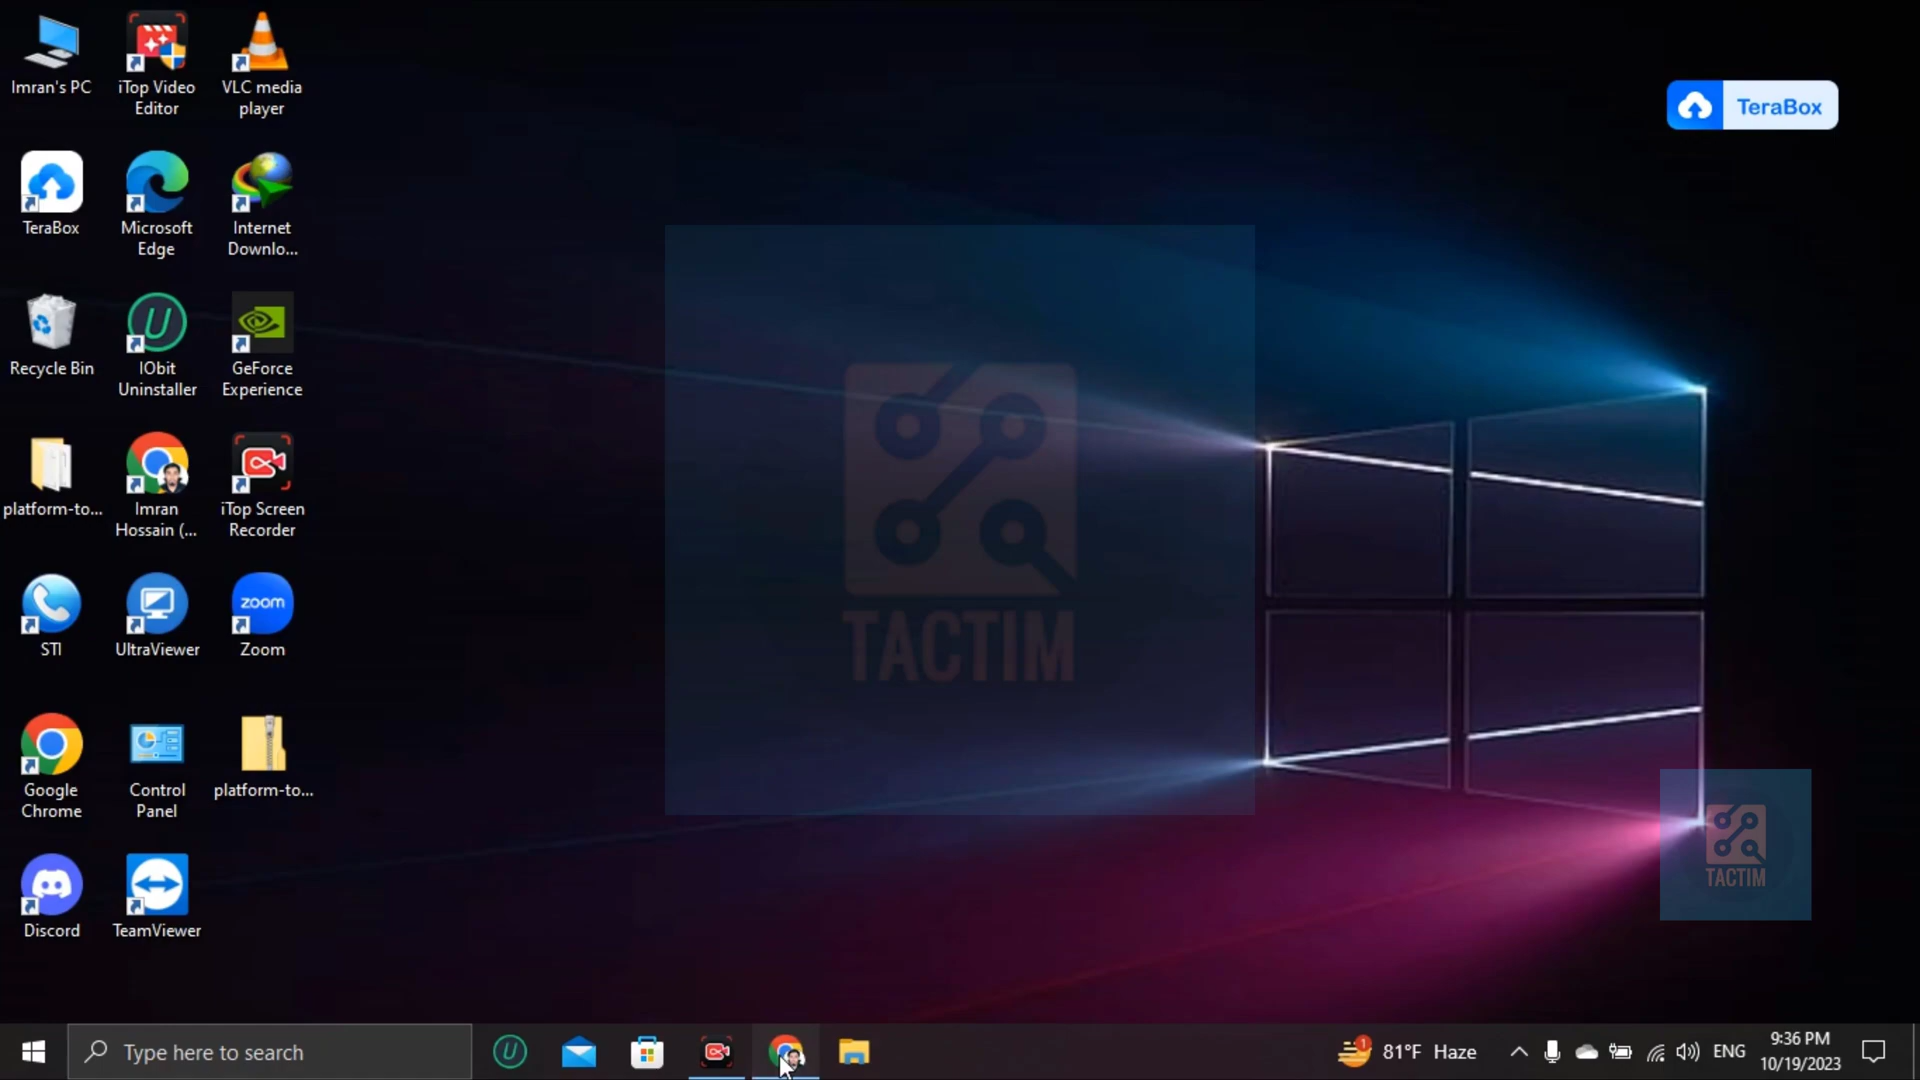 Imran's PC
iTop Video
Editor
VLC media
player
TeraBox
TeraBox
Microsoft
Edge
Internet
Downlo...
Recycle Bin
IObit
Uninstaller
GeForce
Experience
platform-to...
Imran
Hossain (...
iTop Screen
Recorder
STI
UltraViewer
zoom
Zoom
TACTIM
Google
Chrome
Control
Panel
platform-to...
TACTIM
Discord
TeamViewer
Type here to search
1
81°F Haze
ENG
9:36 PM
10/19/2023